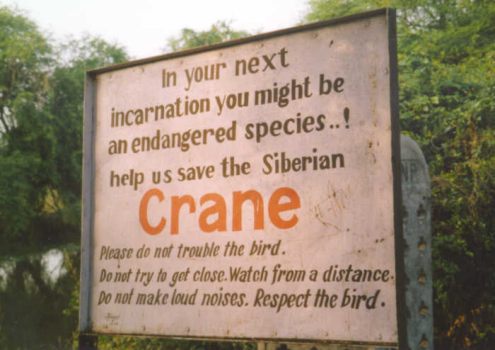 In your next
incarnation you might be
an endangered species..!
help us save the Siberian
Crane
Please do not trouble the bird.
Do not try to get close. Watch from a distance.
Do not make loud noises. Respect the bird.
NP